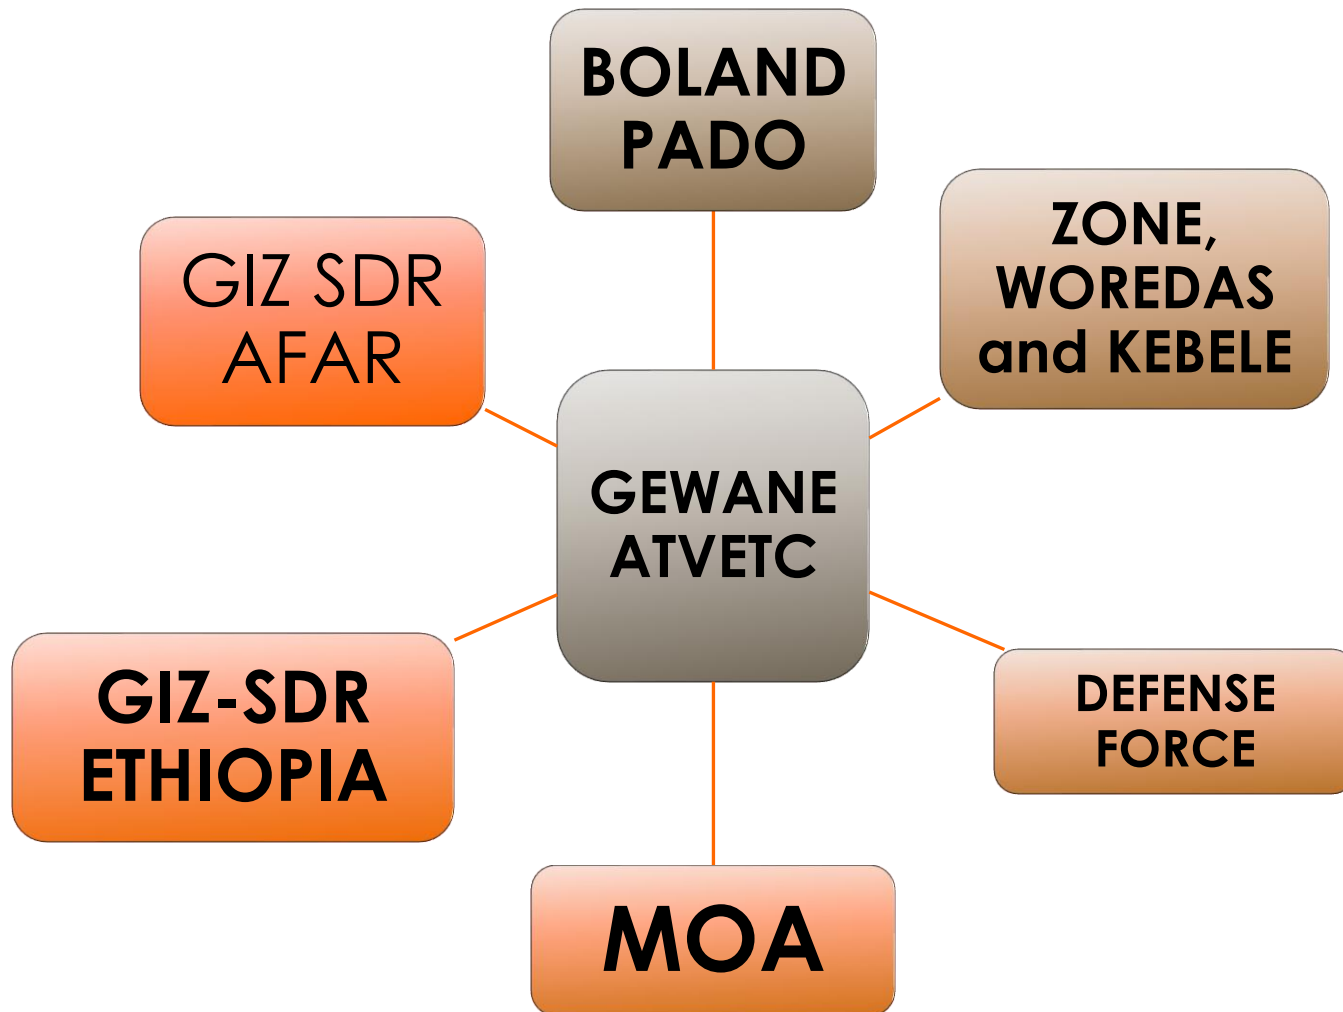 BOLAND
PADO
ZONE,
WOREDAS
and KEBELE
GIZ SDR
AFAR
GEWANE
ATVETC
GIZ-SDR
ETHIOPIA
DEFENSE
FORCE
MOA